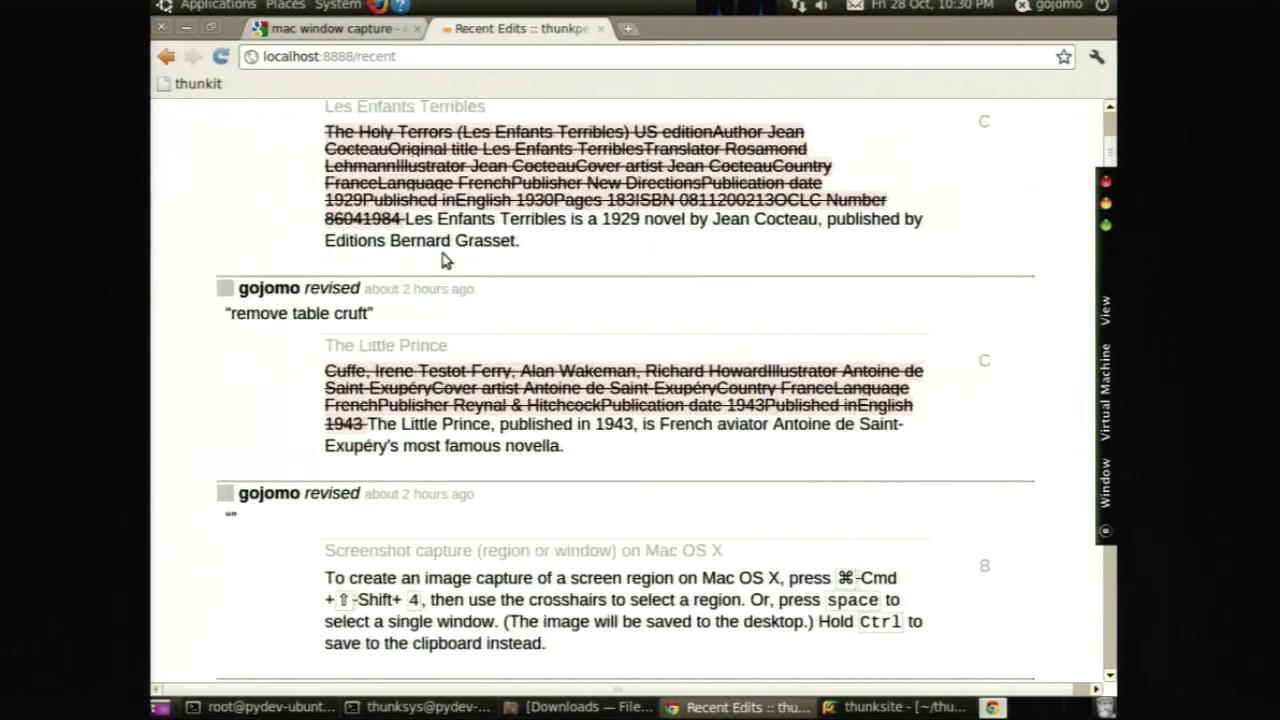 Applications Places System ? Fri 28 Oct, 10:30 PM gojomo
mac window capture - Recent Edits :: thunkpe
localhost:8888/recent
thunkit
Les Enfants Terribles
C
The Holy Terrors (Les Enfants Terribles) US editionAuthor Jean
CocteauOriginal title Les Enfants TerriblesTranslator Rosamond
LehmannIllustrator Jean CocteauCover artist Jean CocteauCountry
FranceLanguage FrenchPublisher New DirectionsPublication date
1929Published inEnglish 1930Pages 183ISBN 0811200213OCLC Number
86041984 Les Enfants Terribles is a 1929 novel by Jean Cocteau, published by
Editions Bernard Grasset.
gojomo revised about 2 hours ago
“remove table cruft”
The Little Prince
C
Cuffe, Irene Testot Ferry, Alan Wakeman, Richard HowardIllustrator Antoine de
Saint-ExupéryCover artist Antoine de Saint-ExupéryCountry FranceLanguage
FrenchPublisher Reynal & HitchcockPublication date 1943Published inEnglish
1943 The Little Prince, published in 1943, is French aviator Antoine de Saint-
Exupéry's most famous novella.
gojomo revised about 2 hours ago
“”
Screenshot capture (region or window) on Mac OS X
B
To create an image capture of a screen region on Mac OS X, press ⌘-Cmd
+⇧-Shift+ 4, then use the crosshairs to select a region. Or, press space to
select a single window. (The image will be saved to the desktop.) Hold Ctrl to
save to the clipboard instead.
View
Virtual Machine
Window
root@pydev-ubunt... thunksys@pydev-... [Downloads — File... Recent Edits :: thu... thunksite - [~/thu...